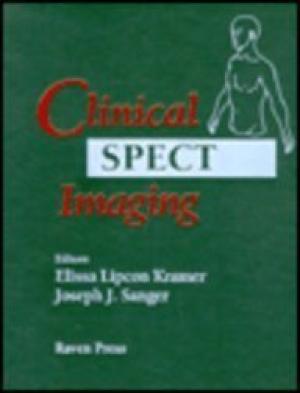 Clinical
SPECT
Imaging
Editors
Elissa Lipcon Kramer
Joseph J. Sanger
Raven Press